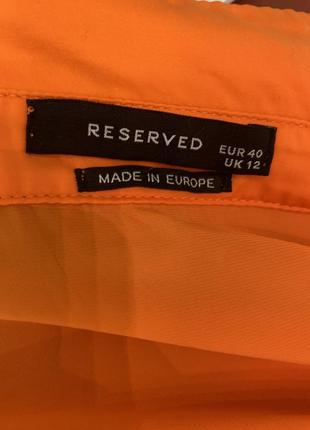 RESERVED
EUR 40
UK 12
MADE IN EUROPE